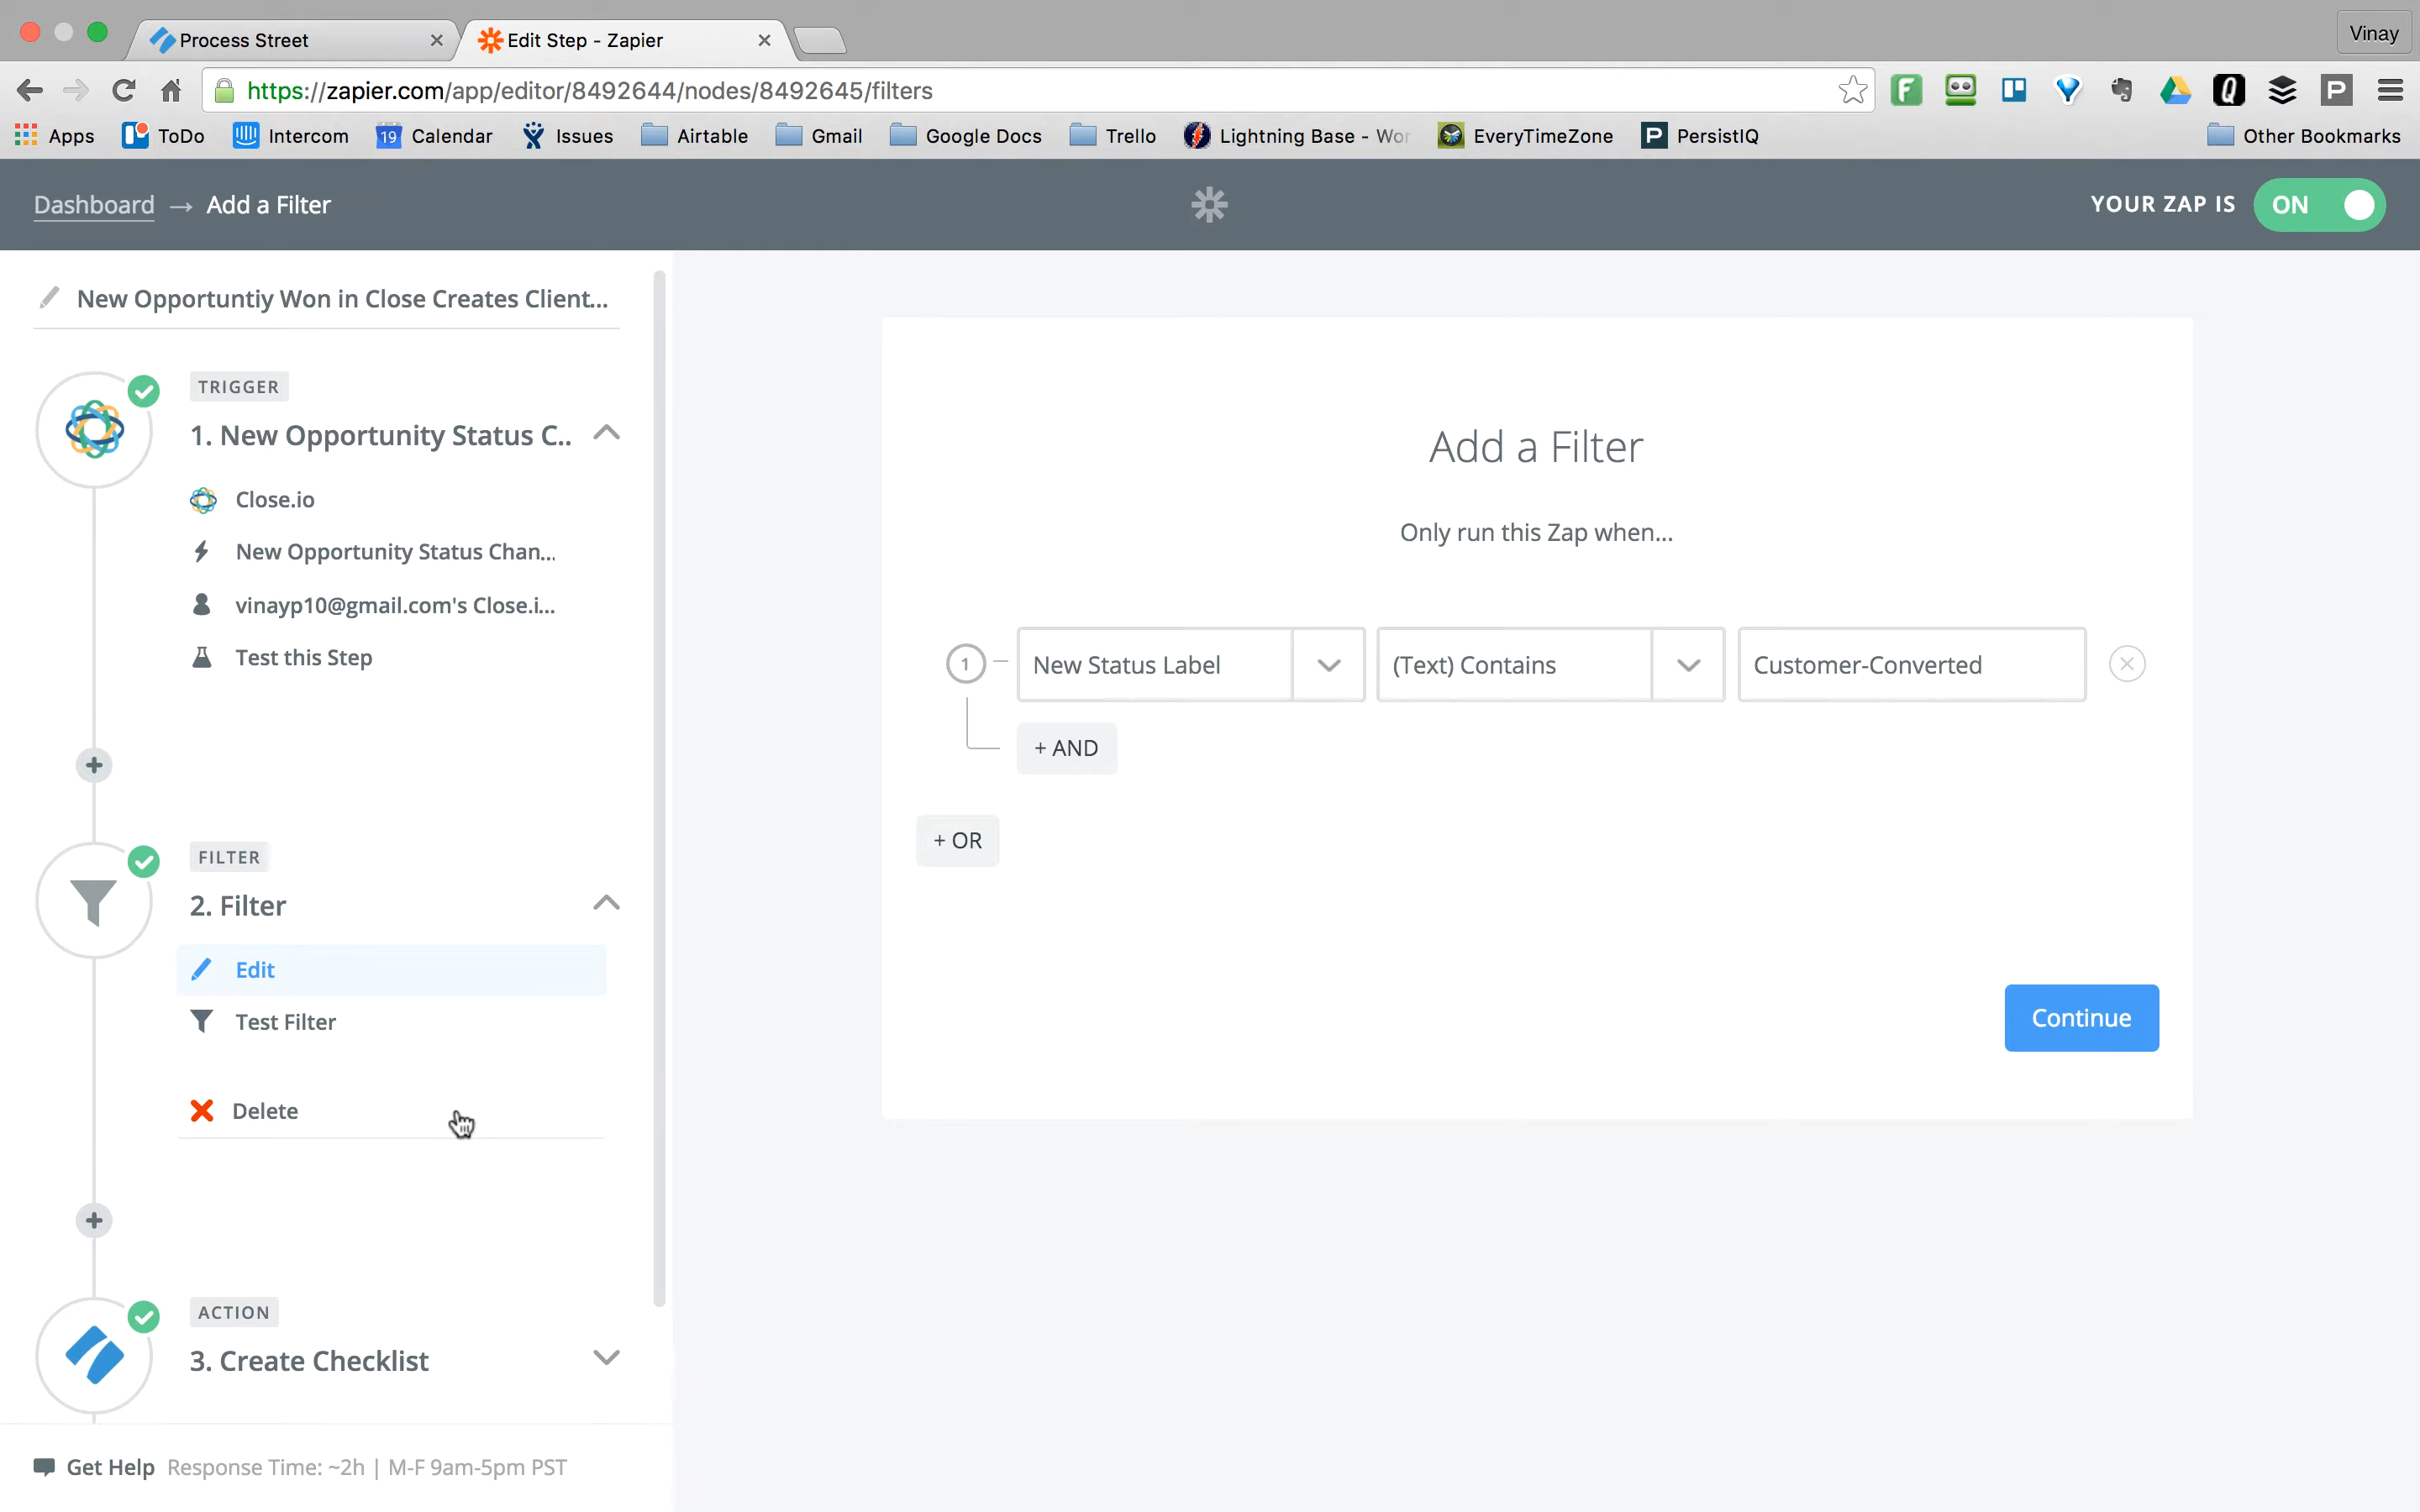 Process Street
Edit Step - Zapier
Vinay
https://zapier.com/app/editor/8492644/nodes/8492645/filters
Apps
ToDo
Intercom
19 Calendar
Issues
Airtable
Gmail
Google Docs
Trello
Lightning Base - Wor
EveryTimeZone
PersistIQ
Other Bookmarks
Dashboard → Add a Filter
YOUR ZAP IS ON
New Opportuntiy Won in Close Creates Client...
TRIGGER
1. New Opportunity Status C..
Close.io
New Opportunity Status Chan...
vinayp10@gmail.com's Close.i...
Test this Step
FILTER
2. Filter
Edit
Test Filter
Delete
ACTION
3. Create Checklist
Get Help Response Time: ~2h | M-F 9am-5pm PST
Add a Filter
Only run this Zap when...
1 New Status Label (Text) Contains Customer-Converted
+ AND
+ OR
Continue